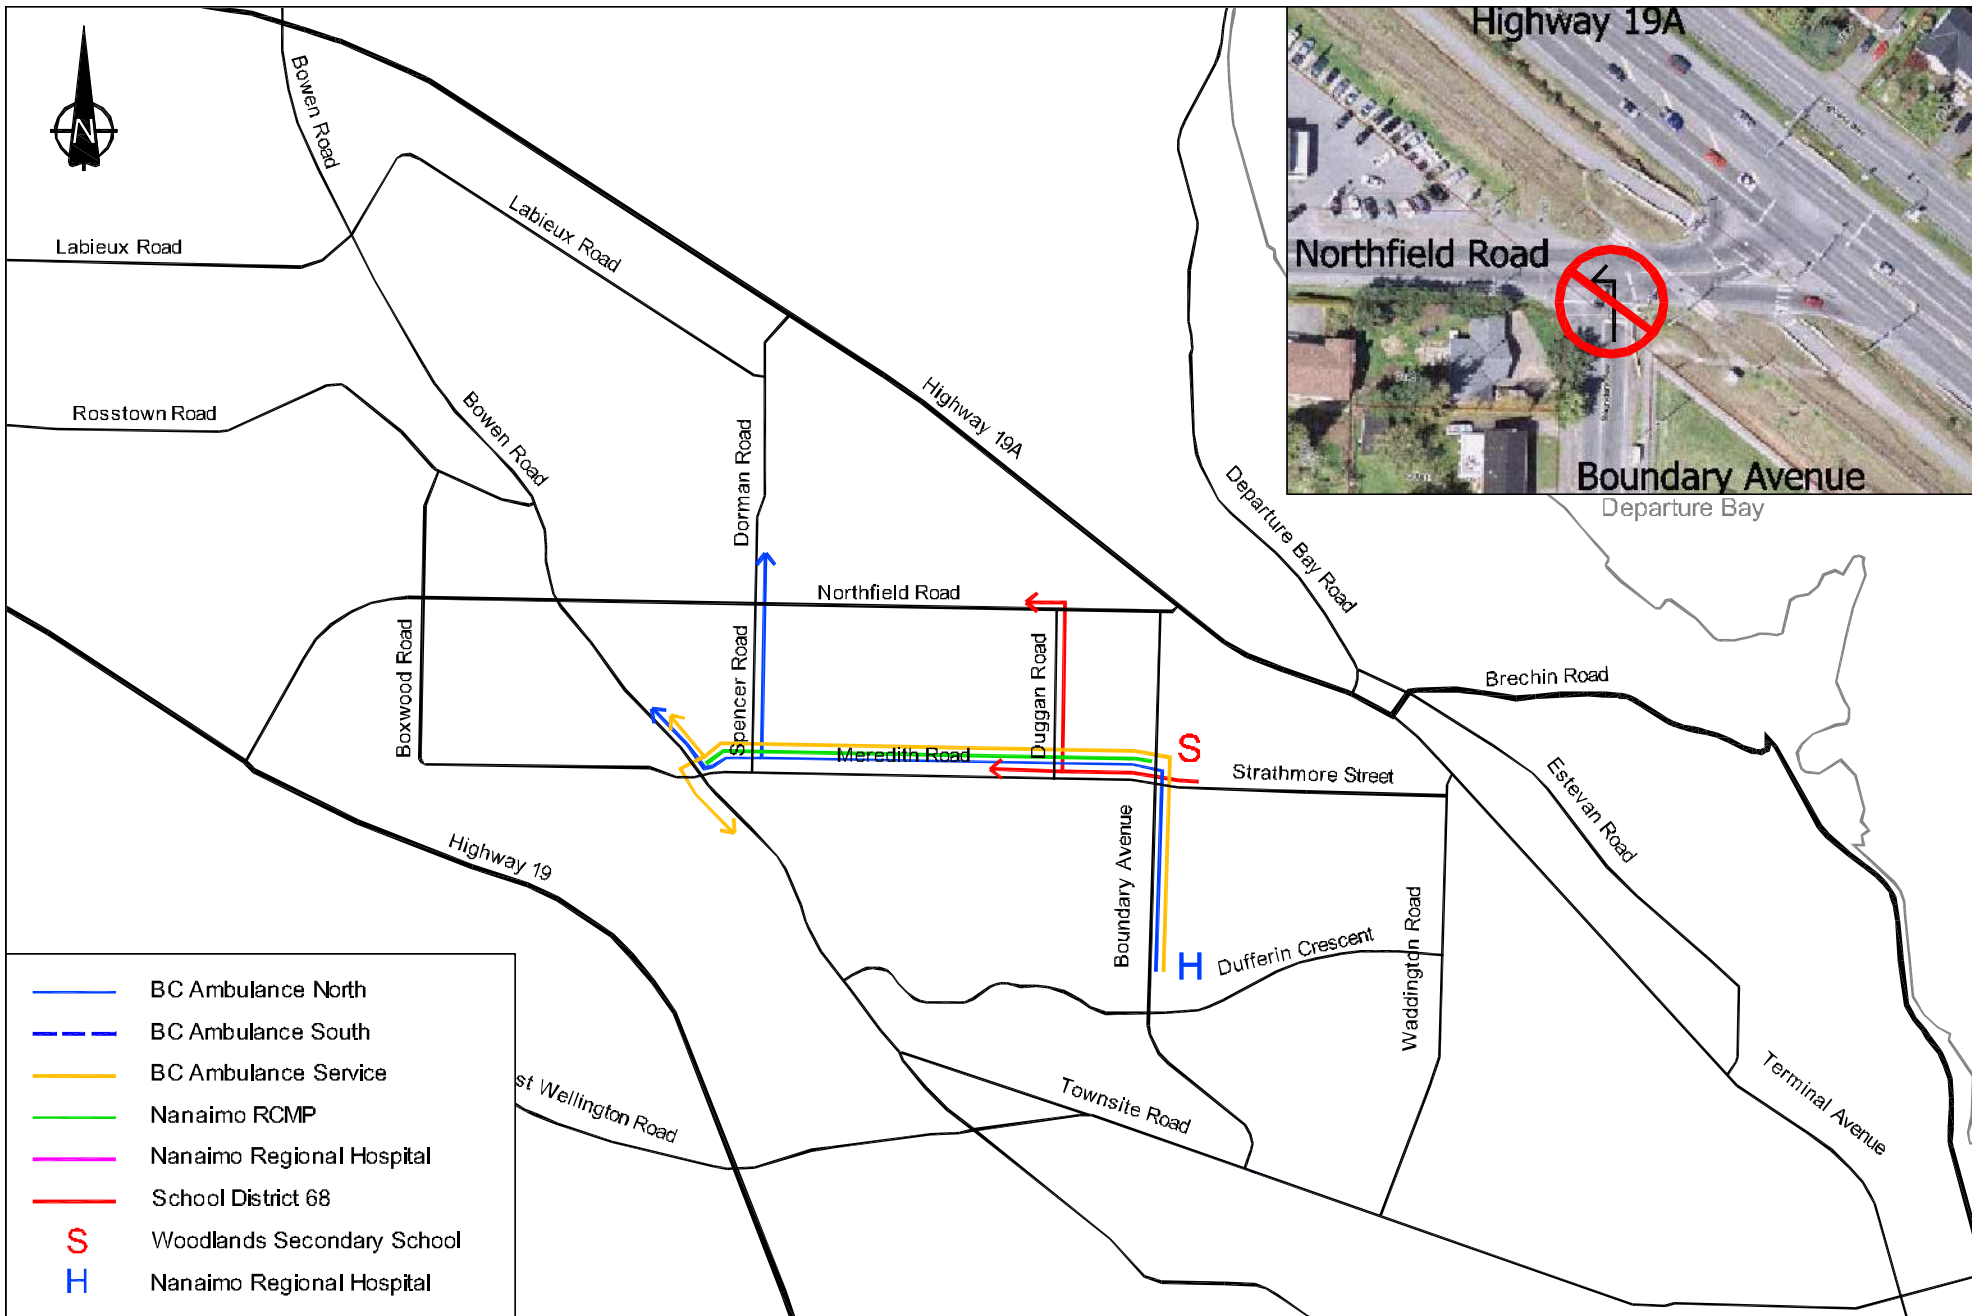 Highway 19A
Northfield Road
Boundary Avenue
Departure Bay
N
Bowen Road
Labieux Road
Labieux Road
Rosstown Road
Bowen Road
Highway 19A
Dorman Road
Departure Bay Road
Northfield Road
Boxwood Road
Spencer Road
Duggan Road
Brechin Road
Meredith Road
S
Strathmore Street
Estevan Road
Highway 19
Boundary Avenue
H
Dufferin Crescent
Waddington Road
st Wellington Road
Townsite Road
Terminal Avenue
BC Ambulance North
BC Ambulance South
BC Ambulance Service
Nanaimo RCMP
Nanaimo Regional Hospital
School District 68
S Woodlands Secondary School
H Nanaimo Regional Hospital